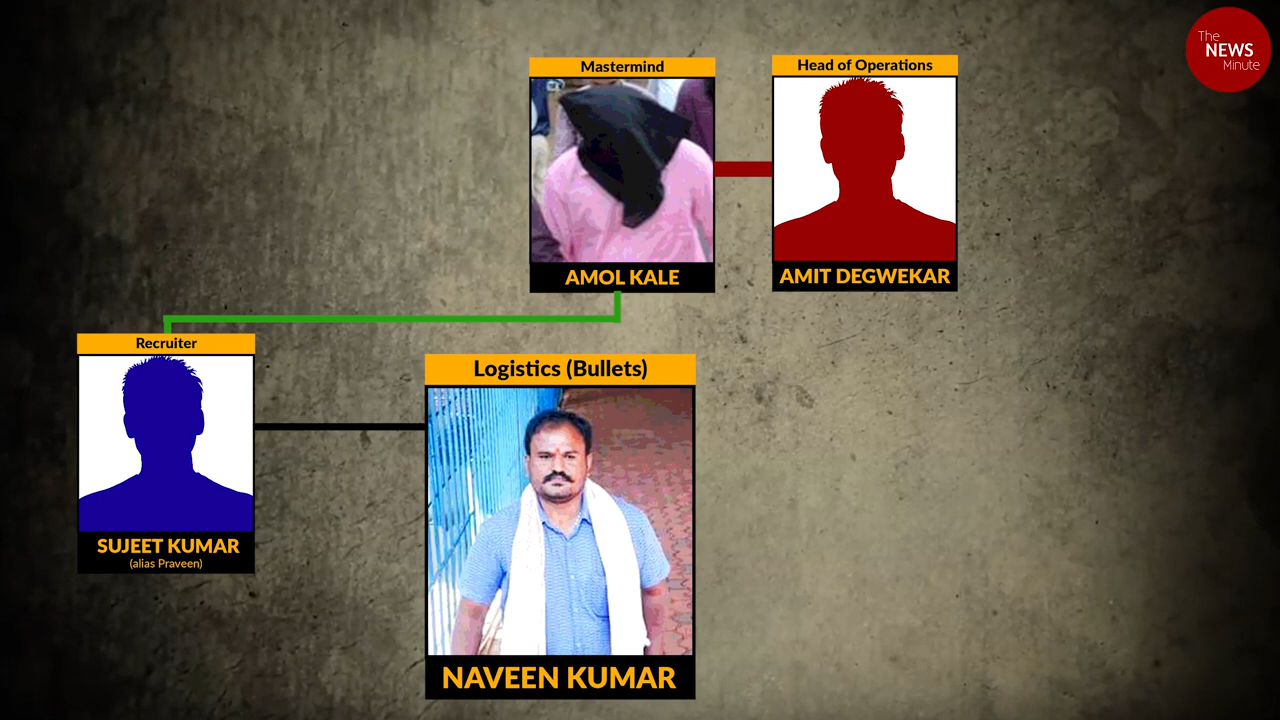 The
NEWS
Minute
Mastermind
AMOL KALE
Head of Operations
AMIT DEGWEKAR
Recruiter
SUJEET KUMAR
(alias Praveen)
Logistics (Bullets)
NAVEEN KUMAR